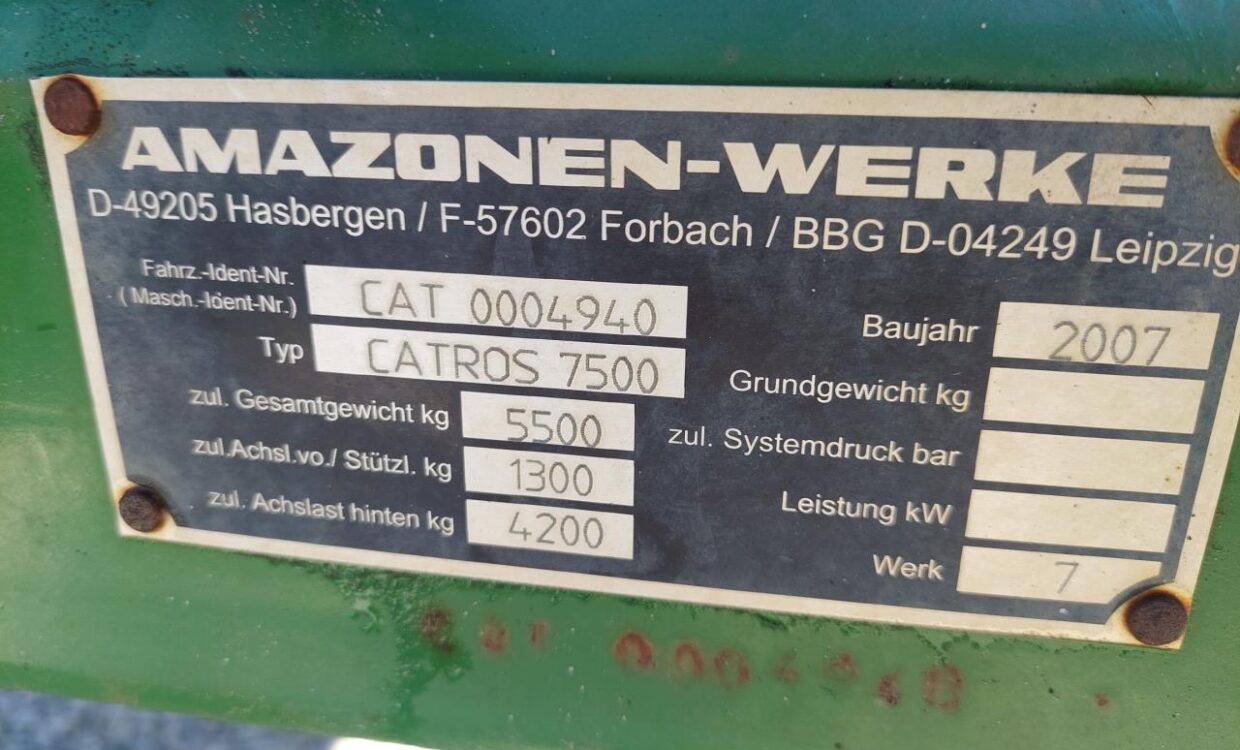 AMAZONEN-WERKE
D-49205 Hasbergen / F-57602 Forbach / BBG D-04249 Leipzig
Fahrz.-Ident-Nr.
( Masch.-Ident-Nr.) CAT 0004940
Baujahr 2007
Typ CATROS 7500
Grundgewicht kg
zul. Gesamtgewicht kg 5500
zul. Systemdruck bar
zul.Achsl.vo./ Stützl. kg 1300
Leistung kW
zul. Achslast hinten kg 4200
Werk 7